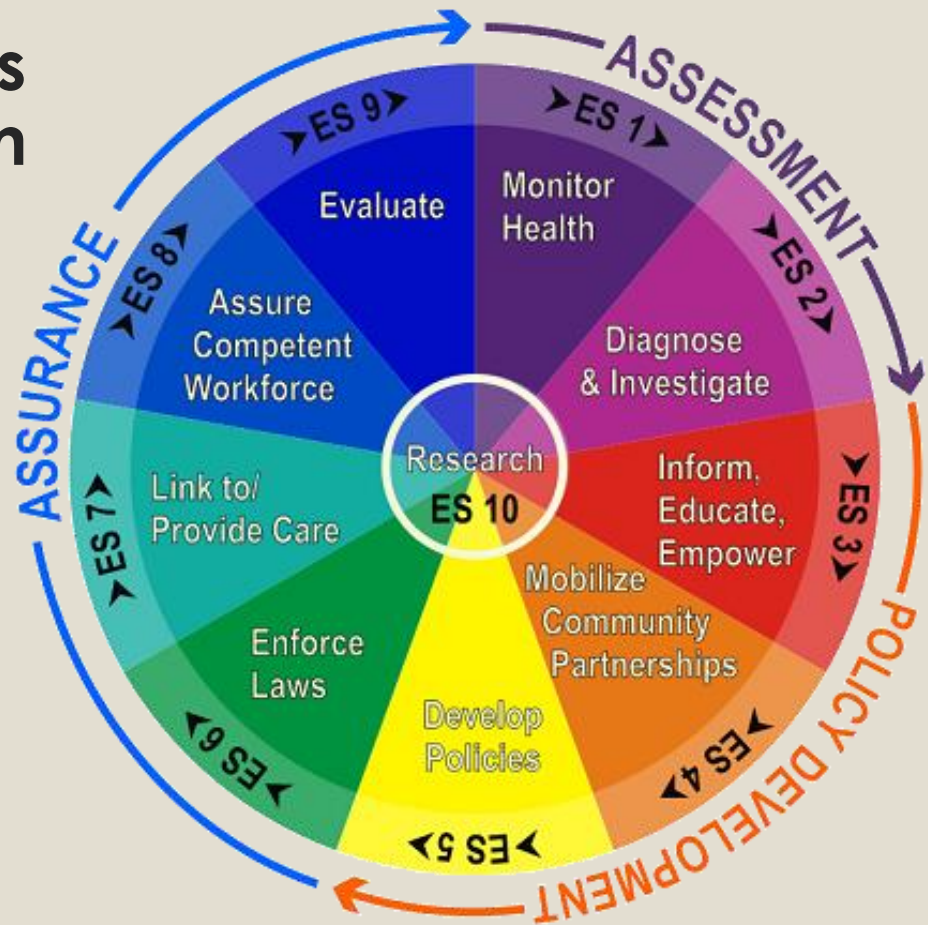 s
n
ASSESSMENT
ES 1
Monitor
Health
ES 2
Diagnose
& Investigate
POLICY DEVELOPMENT
ES 3
Inform,
Educate,
Empower
ES 4
Mobilize
Community
Partnerships
ES 5
Develop
Policies
ASSURANCE
ES 6
Enforce
Laws
ES 7
Link to/
Provide Care
ES 8
Assure
Competent
Workforce
ES 9
Evaluate
Research
ES 10